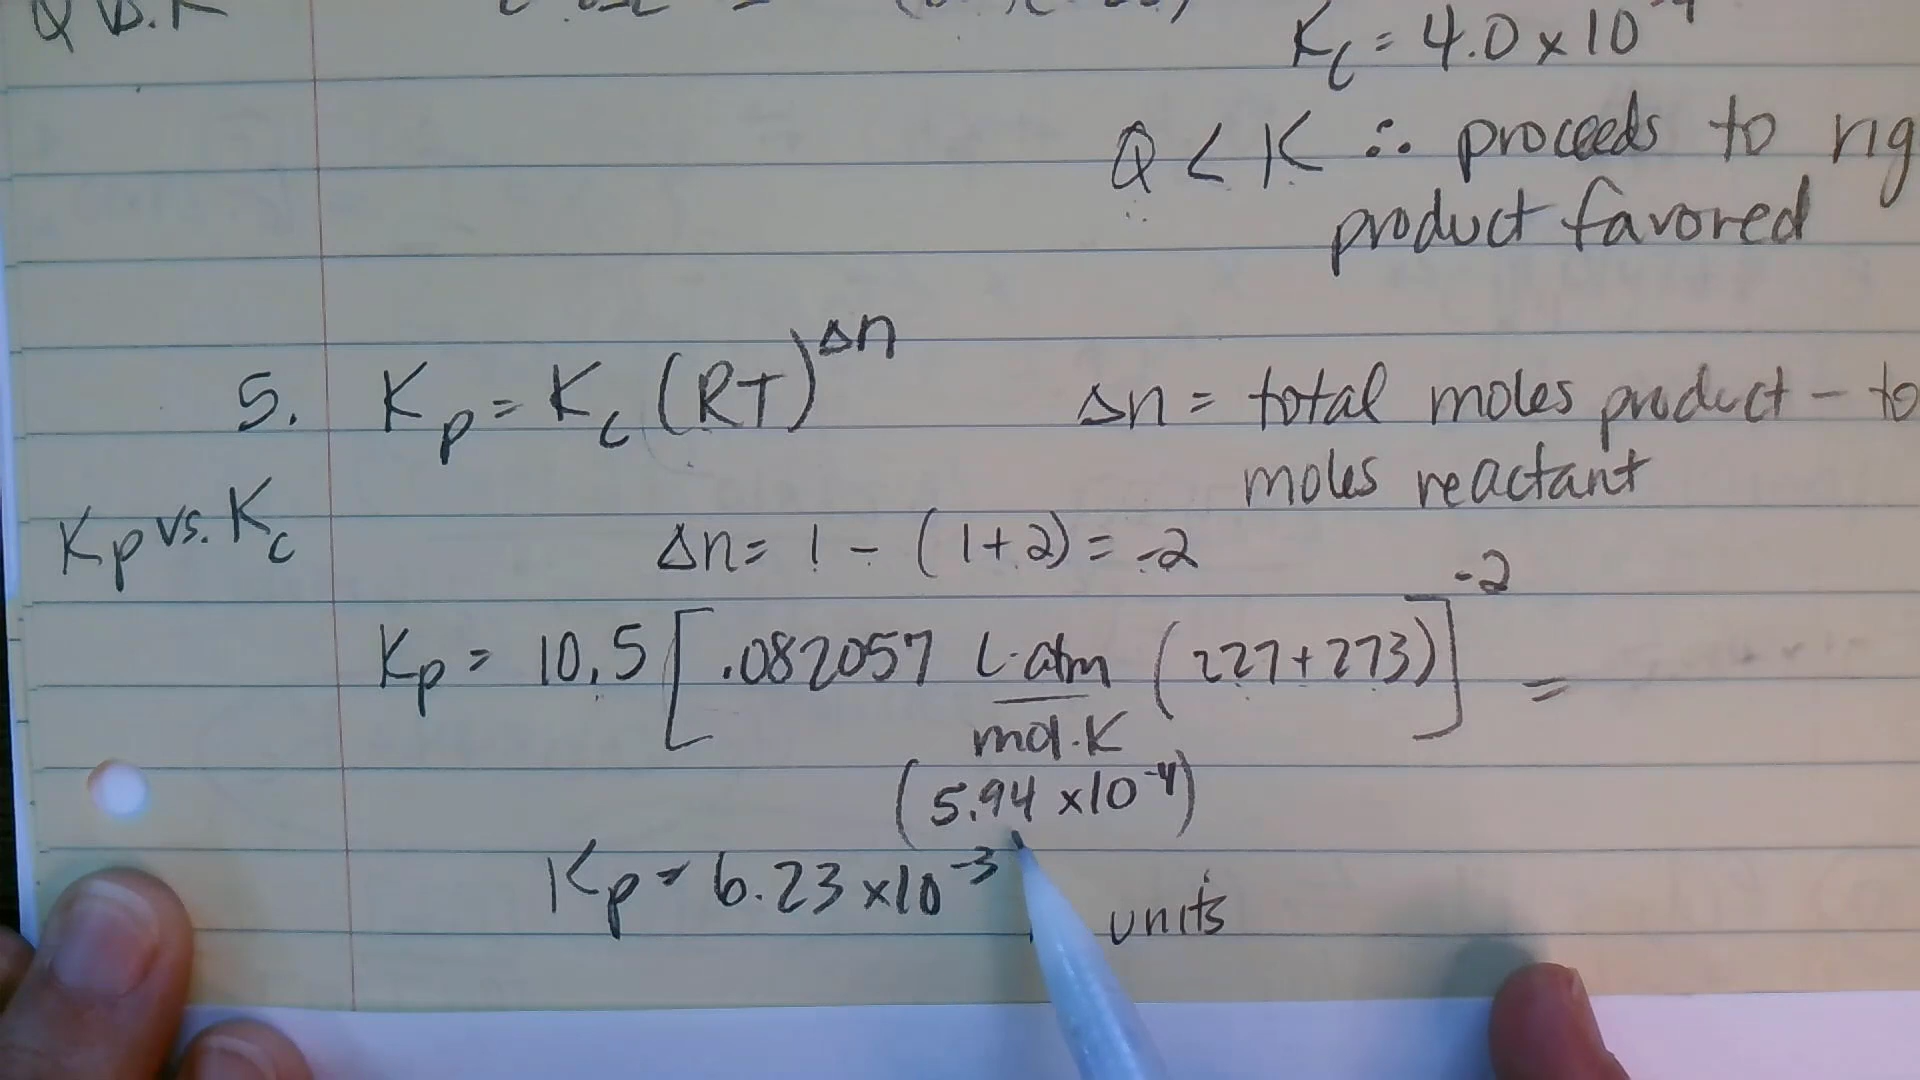 Q vs. K
Kc = 4.0 x 10
Q < K ∴ proceeds to rig
product favored
5. Kp = Kc (RT)^Δn Δn = total moles product - to
moles reactant
Kp vs. Kc
Δn = 1 - (1+2) = -2
Kp = 10.5 [.082057 L·atm/mol·K (227+273)]^-2 =
(5.94 x10^-4)
Kp = 6.23 x10^-3 units